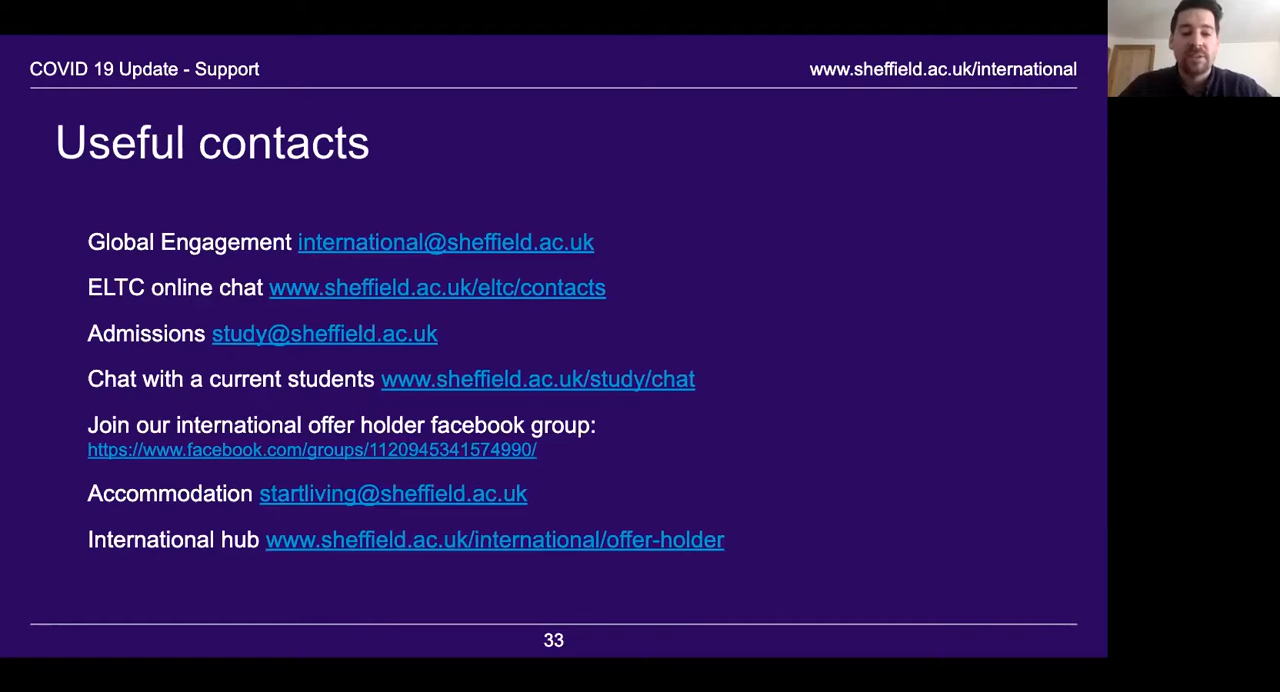 COVID 19 Update - Support
www.sheffield.ac.uk/international
Useful contacts
Global Engagement international@sheffield.ac.uk
ELTC online chat www.sheffield.ac.uk/eltc/contacts
Admissions study@sheffield.ac.uk
Chat with a current students www.sheffield.ac.uk/study/chat
Join our international offer holder facebook group:
https://www.facebook.com/groups/1120945341574990/
Accommodation startliving@sheffield.ac.uk
International hub www.sheffield.ac.uk/international/offer-holder
33